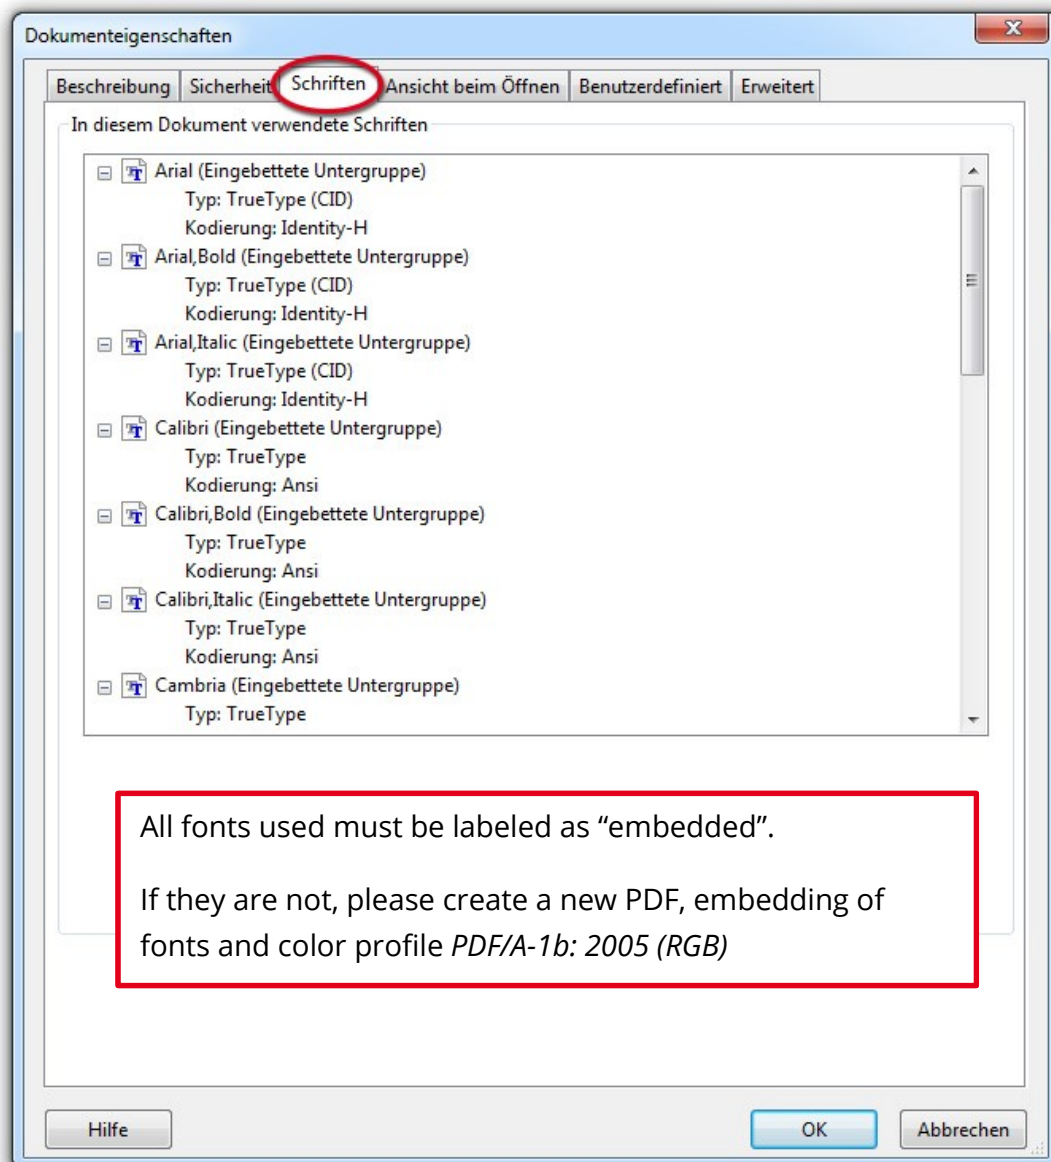 Dokumenteigenschaften
Beschreibung Sicherheit Schriften Ansicht beim Öffnen Benutzerdefiniert Erweitert
In diesem Dokument verwendete Schriften
Arial (Eingebettete Untergruppe)
Typ: TrueType (CID)
Kodierung: Identity-H
Arial,Bold (Eingebettete Untergruppe)
Typ: TrueType (CID)
Kodierung: Identity-H
Arial,Italic (Eingebettete Untergruppe)
Typ: TrueType (CID)
Kodierung: Identity-H
Calibri (Eingebettete Untergruppe)
Typ: TrueType
Kodierung: Ansi
Calibri,Bold (Eingebettete Untergruppe)
Typ: TrueType
Kodierung: Ansi
Calibri,Italic (Eingebettete Untergruppe)
Typ: TrueType
Kodierung: Ansi
Cambria (Eingebettete Untergruppe)
Typ: TrueType
All fonts used must be labeled as “embedded”.
If they are not, please create a new PDF, embedding of
fonts and color profile PDF/A-1b: 2005 (RGB)
Hilfe OK Abbrechen